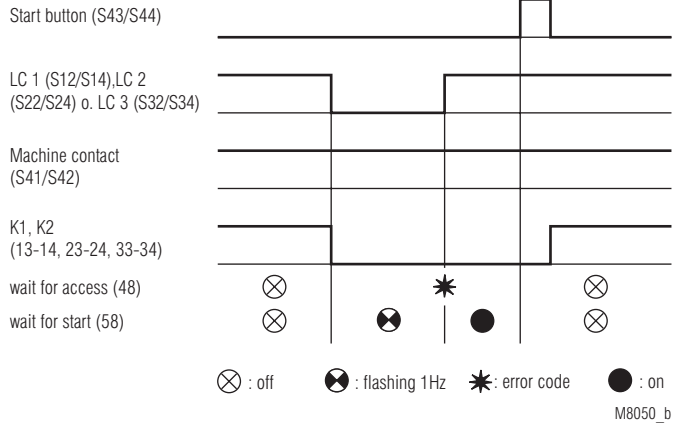 Start button (S43/S44)
LC 1 (S12/S14),LC 2
(S22/S24) o. LC 3 (S32/S34)
Machine contact
(S41/S42)
K1, K2
(13-14, 23-24, 33-34)
wait for access (48)
wait for start (58)
: off : flashing 1Hz : error code : on
M8050_b